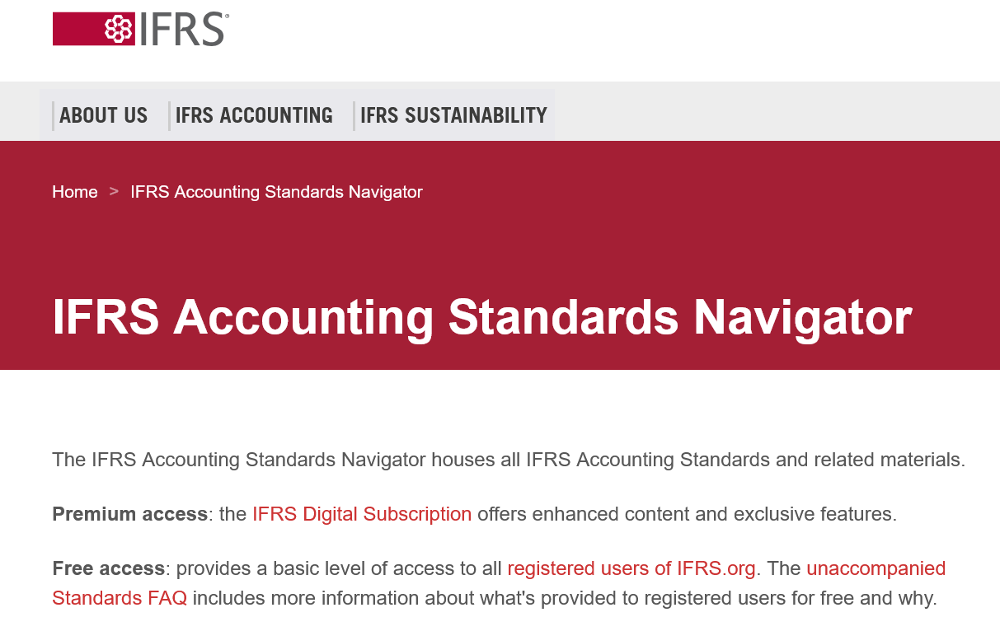 IFRS®
ABOUT US
IFRS ACCOUNTING
IFRS SUSTAINABILITY
Home > IFRS Accounting Standards Navigator
IFRS Accounting Standards Navigator
The IFRS Accounting Standards Navigator houses all IFRS Accounting Standards and related materials.
Premium access: the IFRS Digital Subscription offers enhanced content and exclusive features.
Free access: provides a basic level of access to all registered users of IFRS.org. The unaccompanied
Standards FAQ includes more information about what's provided to registered users for free and why.